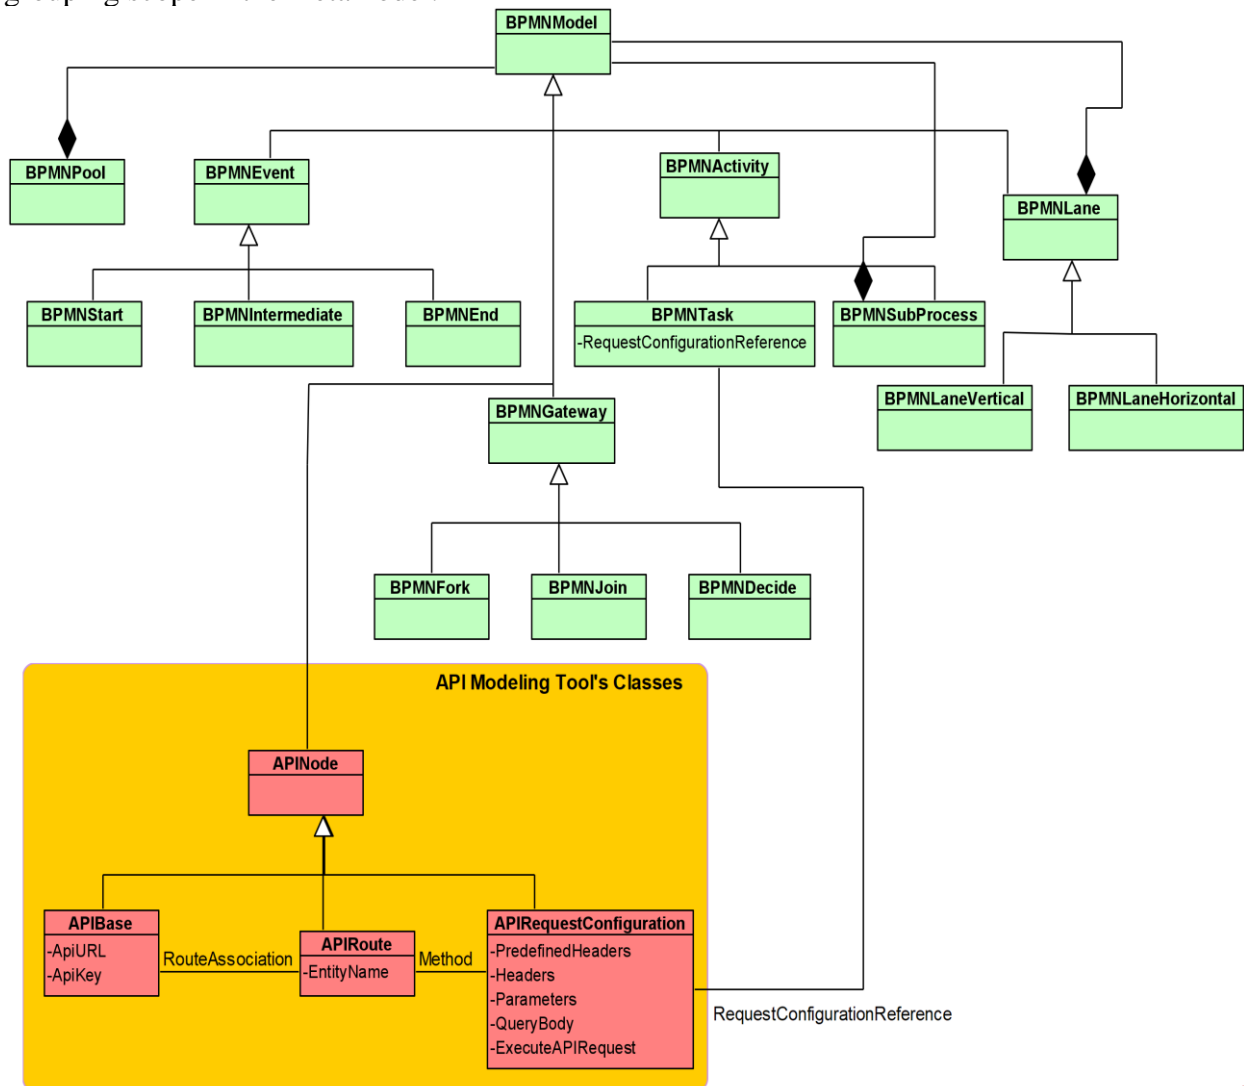 BPMNModel
BPMNPool
BPMNEvent
BPMNActivity
BPMNLane
BPMNStart
BPMNIntermediate
BPMNEnd
BPMNTask
-RequestConfigurationReference
BPMNSubProcess
BPMNLaneVertical
BPMNLaneHorizontal
BPMNGateway
BPMNFork
BPMNJoin
BPMNDecide
API Modeling Tool's Classes
APINode
APIBase
-ApiURL
-ApiKey
RouteAssociation
APIRoute
-EntityName
Method
APIRequestConfiguration
-PredefinedHeaders
-Headers
-Parameters
-QueryBody
-ExecuteAPIRequest
RequestConfigurationReference